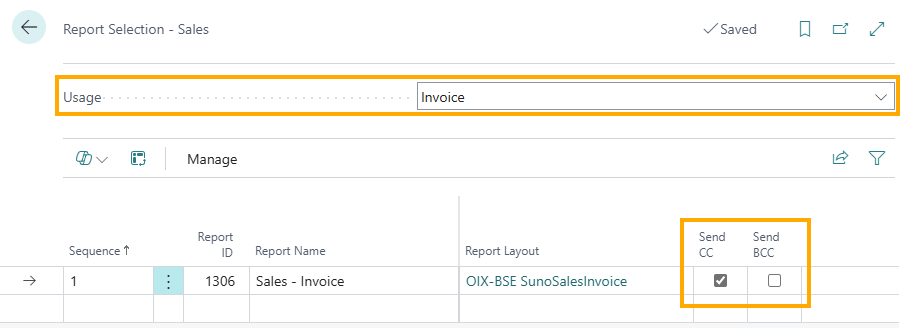 Report Selection - Sales
Saved
Usage
Invoice
Manage
Sequence ↑ Report ID Report Name Report Layout Send CC Send BCC
1 1306 Sales - Invoice OIX-BSE SunoSalesInvoice